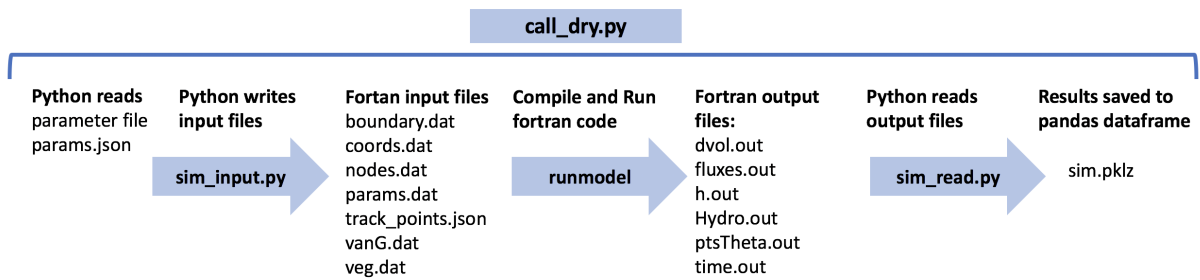 call_dry.py
Python reads
parameter file
params.json
Python writes
input files
sim_input.py
Fortan input files
boundary.dat
coords.dat
nodes.dat
params.dat
track_points.json
vanG.dat
veg.dat
Compile and Run
fortran code
runmodel
Fortran output
files:
dvol.out
fluxes.out
h.out
Hydro.out
ptsTheta.out
time.out
Python reads
output files
sim_read.py
Results saved to
pandas dataframe
sim.pklz